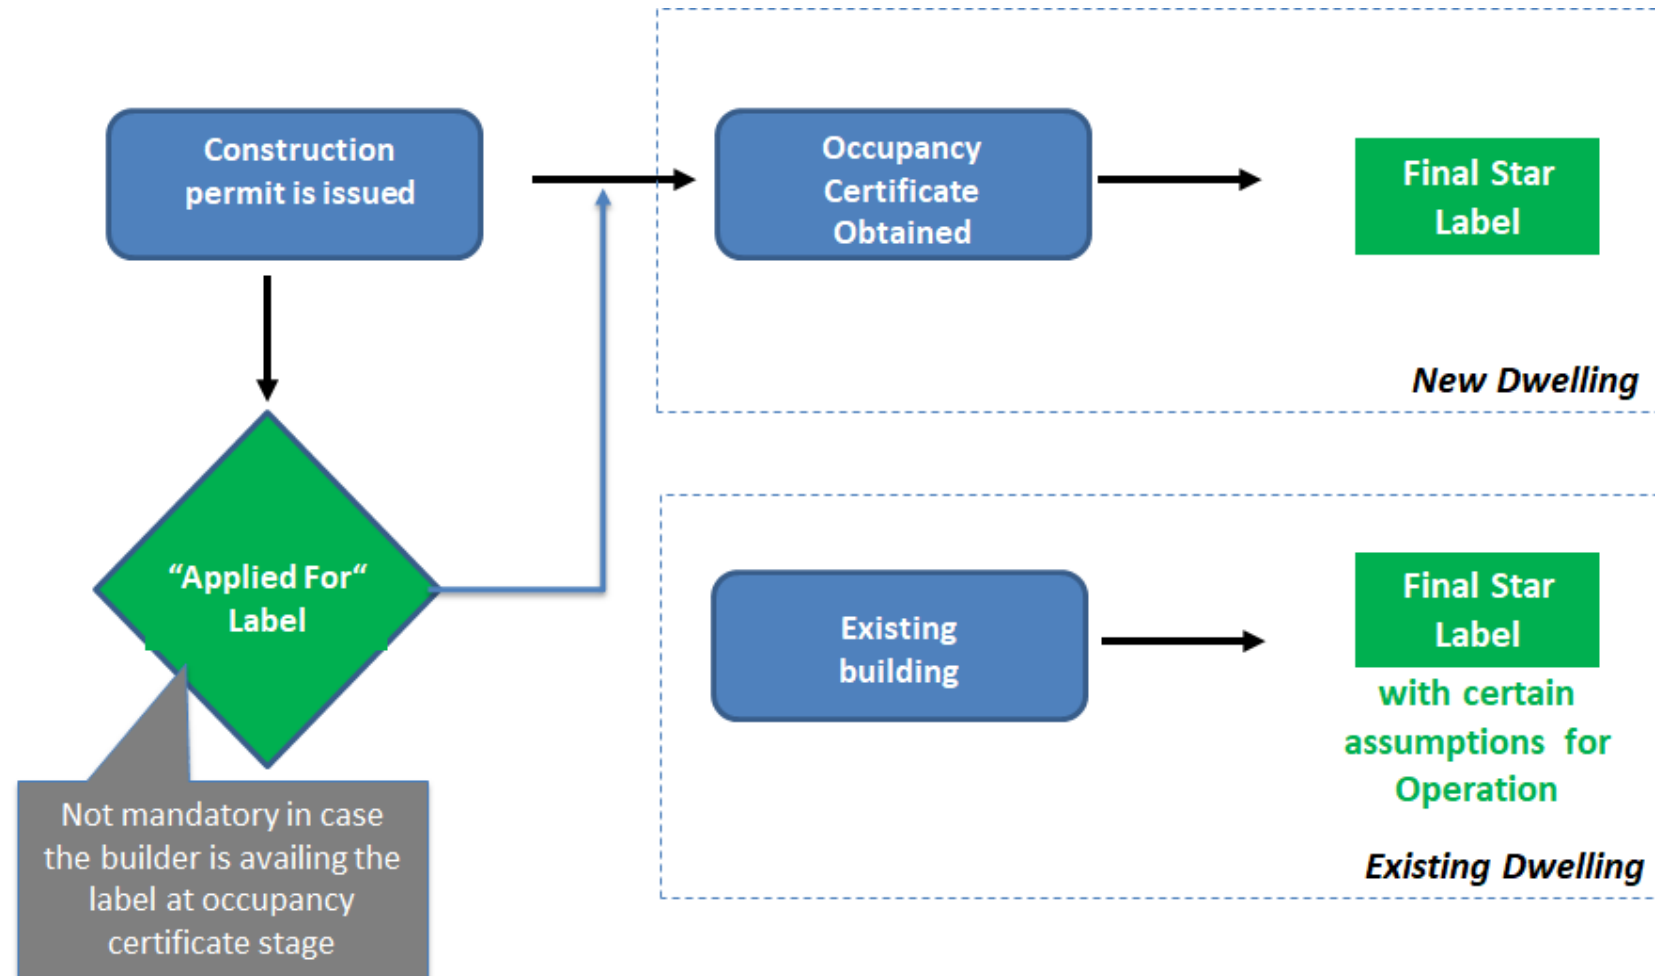 Construction
permit is issued
Occupancy
Certificate
Obtained
Final Star
Label
New Dwelling
“Applied For“
Label
Not mandatory in case
the builder is availing the
label at occupancy
certificate stage
Existing
building
Final Star
Label
with certain
assumptions for
Operation
Existing Dwelling